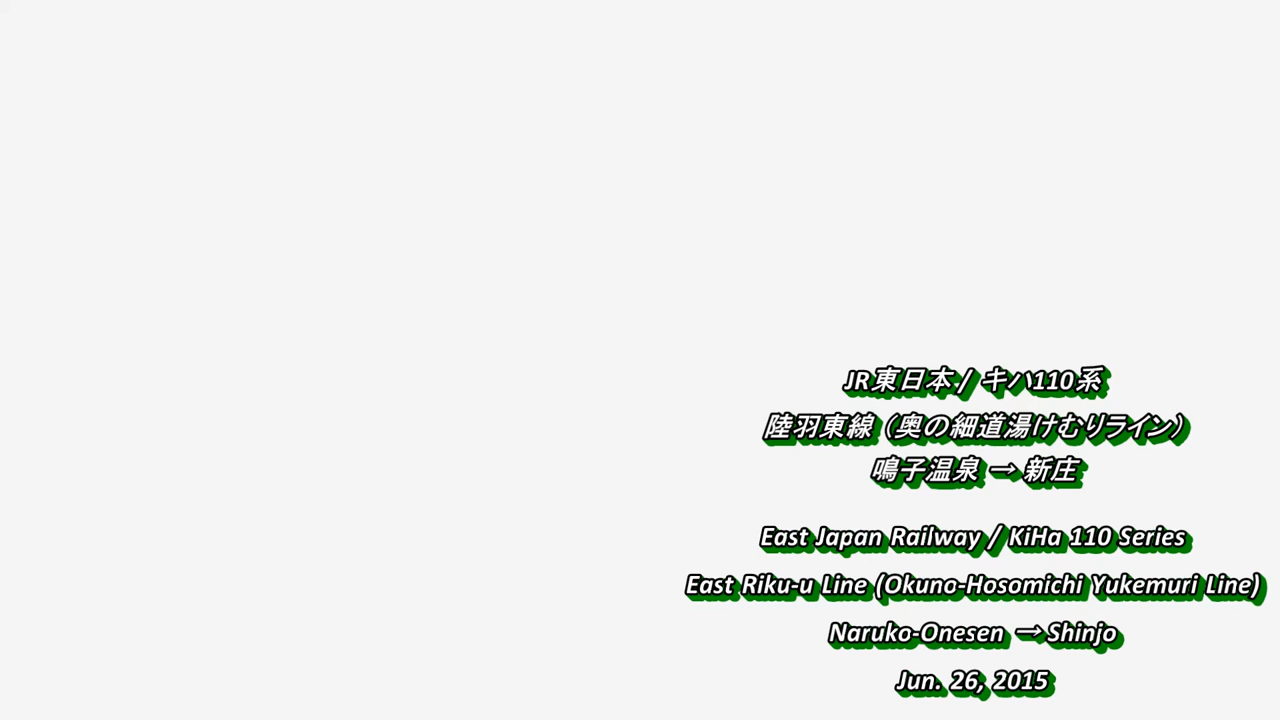 JR東日本 / キハ110系
陸羽東線（奥の細道湯けむりライン）
鳴子温泉 → 新庄
East Japan Railway / KiHa 110 Series
East Riku-u Line (Okuno-Hosomichi Yukemuri Line)
Naruko-Onesen → Shinjo
Jun. 26, 2015